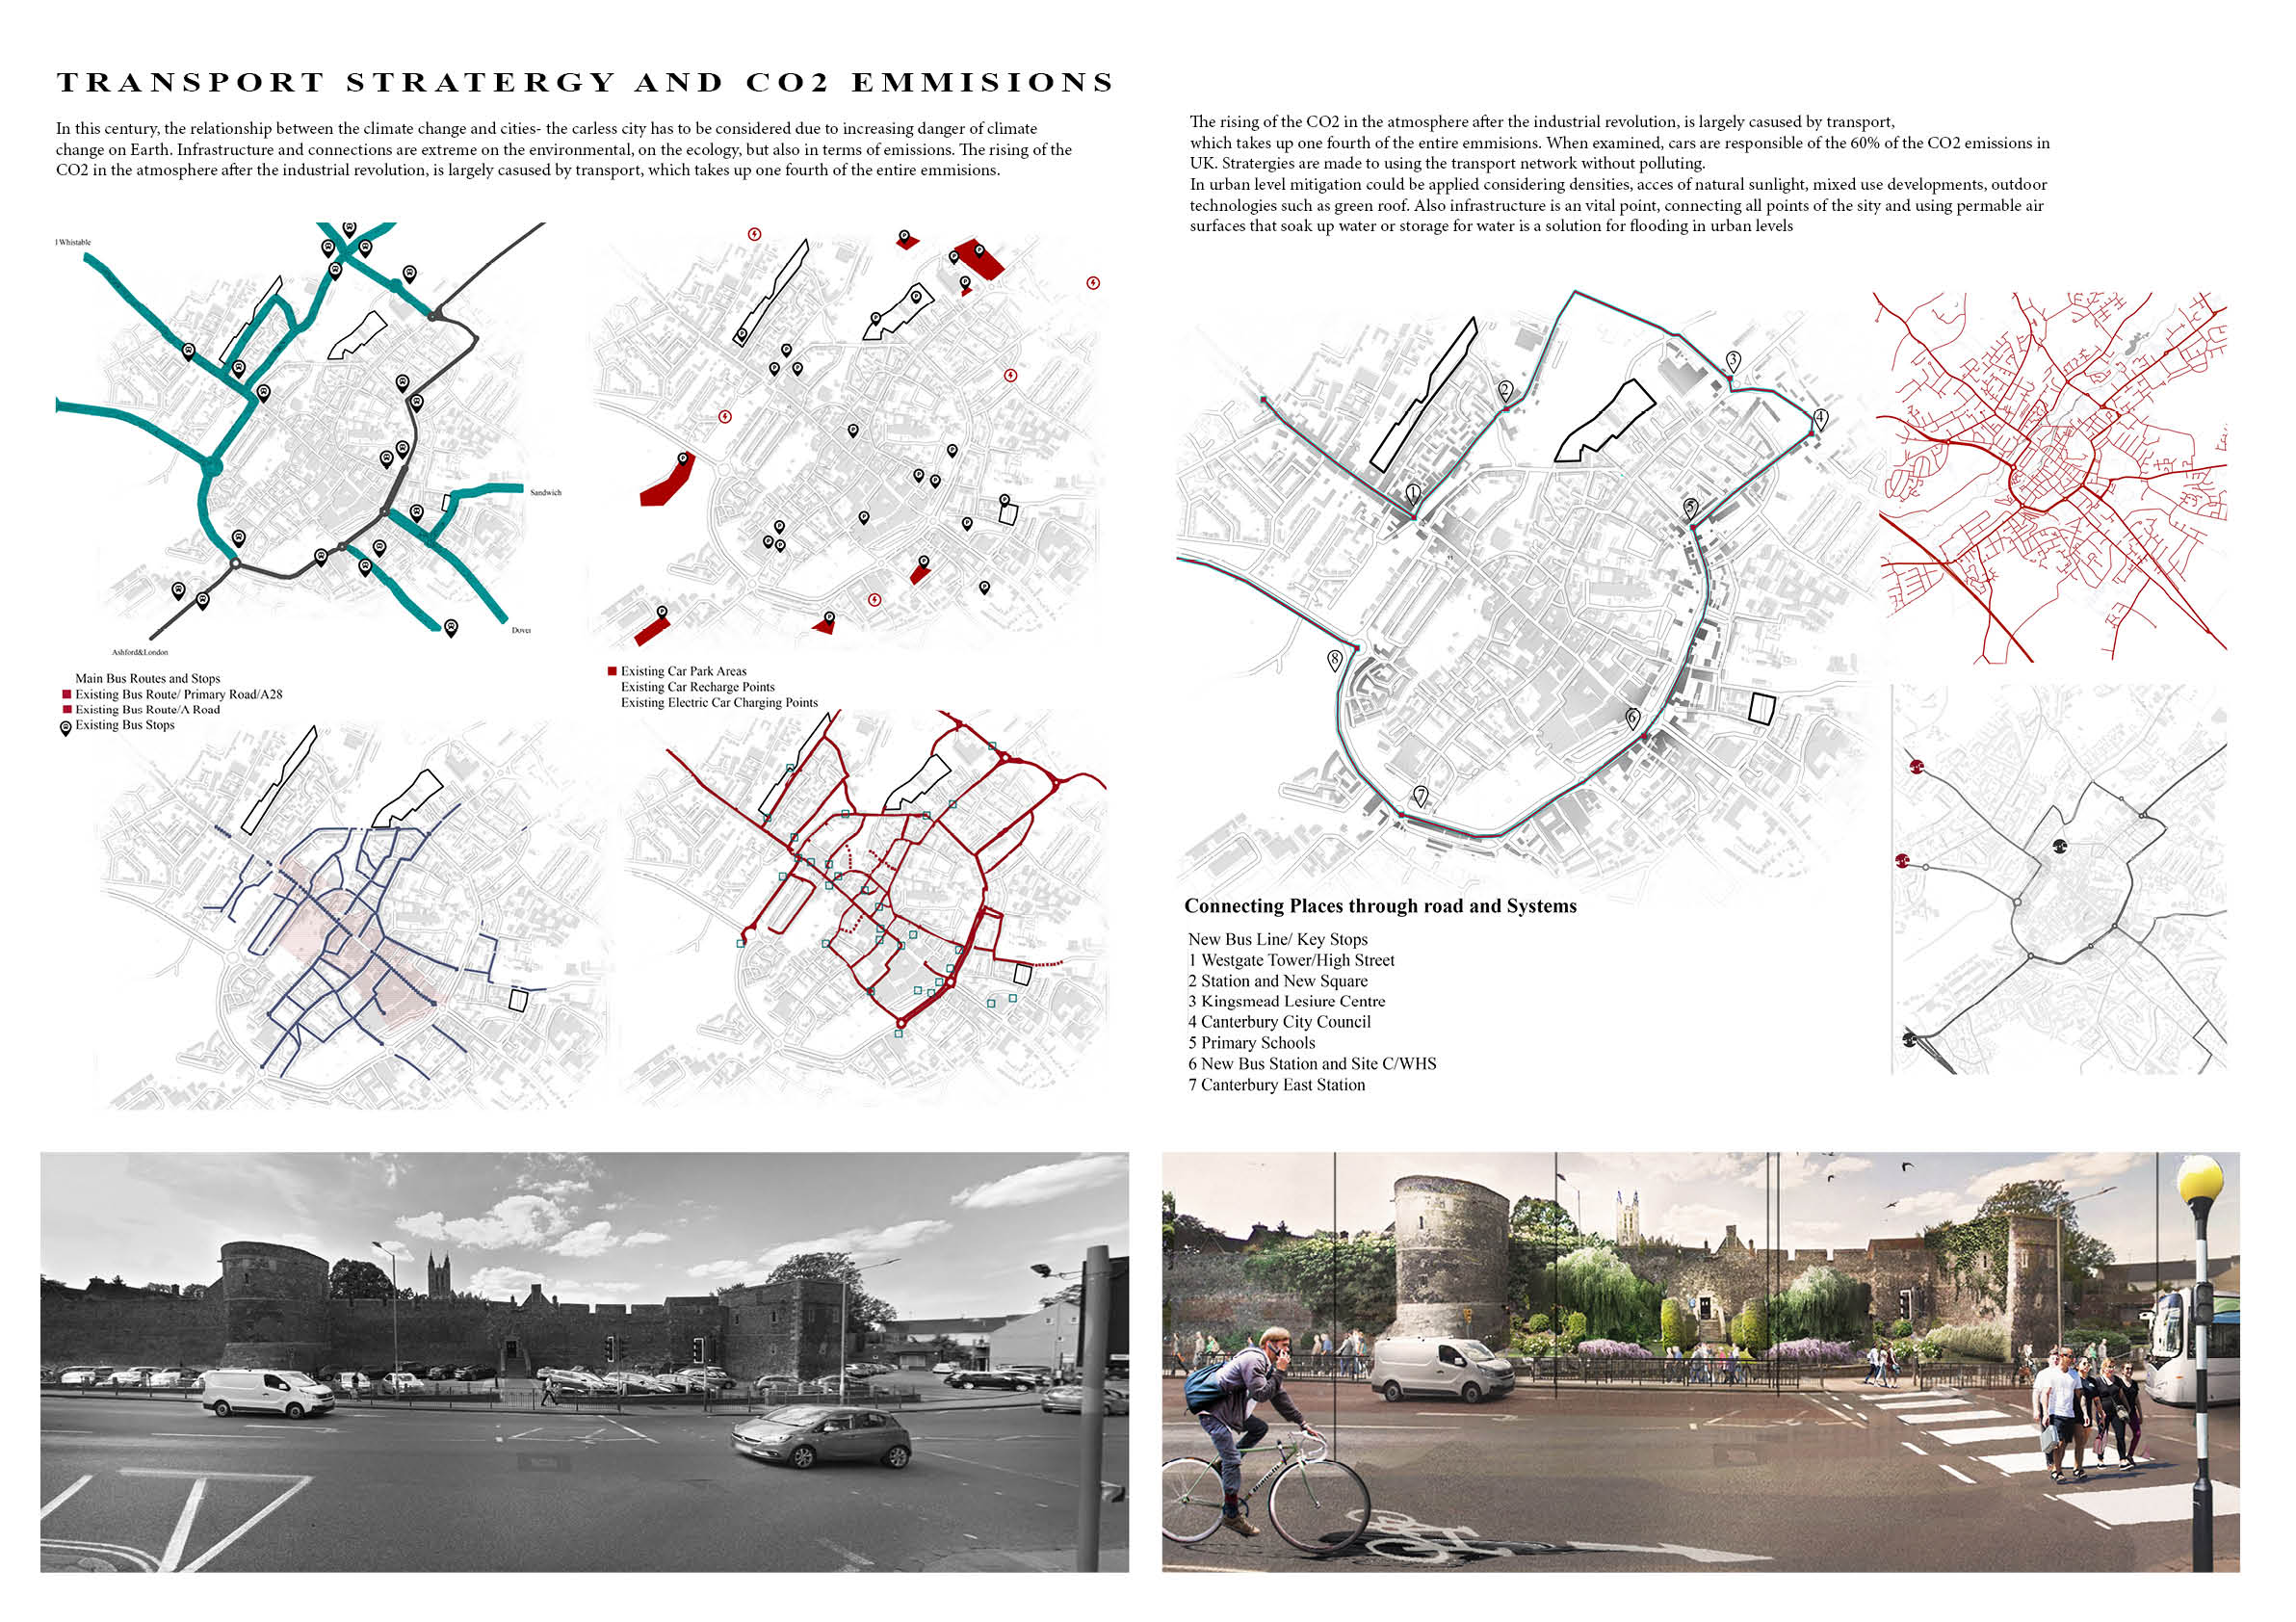 TRANSPORT STRATERGY AND CO2 EMMISIONS
In this century, the relationship between the climate change and cities- the carless city has to be considered due to increasing danger of climate
change on Earth. Infrastructure and connections are extreme on the environmental, on the ecology, but also in terms of emissions. The rising of the
CO2 in the atmosphere after the industrial revolution, is largely casused by transport, which takes up one fourth of the entire emmisions.
The rising of the CO2 in the atmosphere after the industrial revolution, is largely casused by transport,
which takes up one fourth of the entire emmisions. When examined, cars are responsible of the 60% of the CO2 emissions in
UK. Stratergies are made to using the transport network without polluting.
In urban level mitigation could be applied considering densities, acces of natural sunlight, mixed use developments, outdoor
technologies such as green roof. Also infrastructure is an vital point, connecting all points of the sity and using permable air
surfaces that soak up water or storage for water is a solution for flooding in urban levels
Whistable
Sandwich
Dover
Ashford&London
Main Bus Routes and Stops
Existing Bus Route/ Primary Road/A28
Existing Bus Route/A Road
Existing Bus Stops
Existing Car Park Areas
Existing Car Recharge Points
Existing Electric Car Charging Points
1
2
3
4
5
6
7
8
Connecting Places through road and Systems
New Bus Line/ Key Stops
1 Westgate Tower/High Street
2 Station and New Square
3 Kingsmead Lesiure Centre
4 Canterbury City Council
5 Primary Schools
6 New Bus Station and Site C/WHS
7 Canterbury East Station